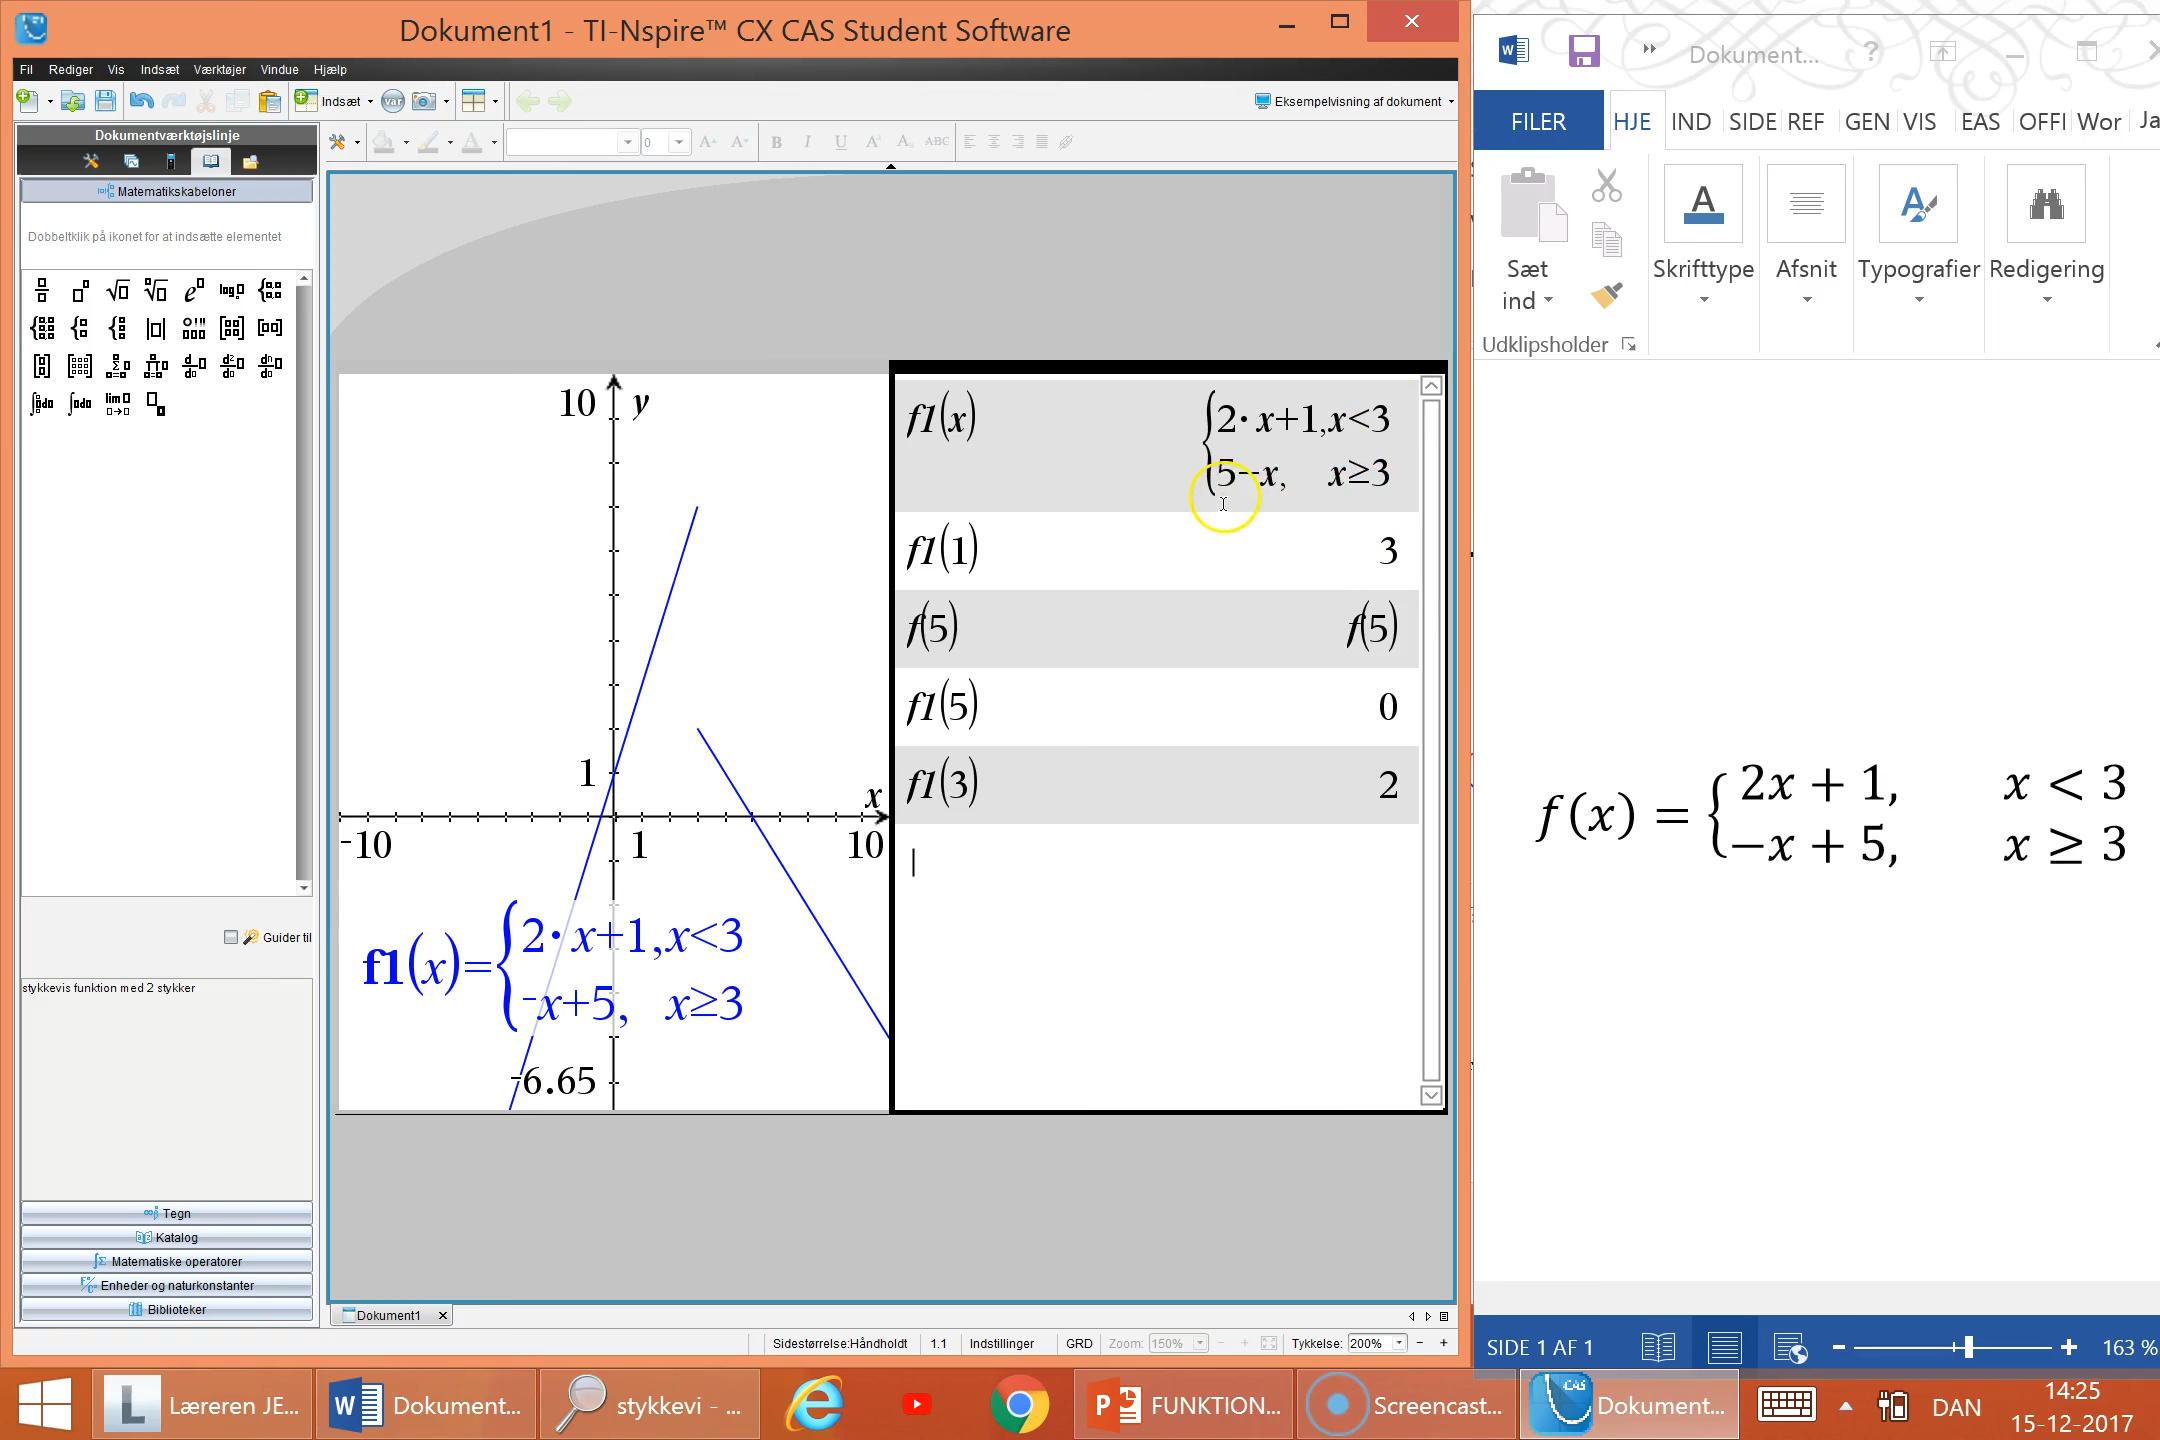 Dokument1 - TI-Nspire™ CX CAS Student Software
Fil Rediger Vis Indsæt Værktøjer Vindue Hjælp
Indsæt
var
Eksempelvisning af dokument
Dokumentværktøjslinje
0
B I U ABC
Matematikskabeloner
Dobbeltklik på ikonet for at indsætte elementet
Guider til
stykkevis funktion med 2 stykker
Tegn
Katalog
Matematiske operatorer
Enheder og naturkonstanter
Biblioteker
10 y
1
x
-10 1 10
f1(x)={2·x+1,x<3
-x+5, x≥3
-6.65
f1(x) {2·x+1,x<3
5-x, x≥3
f1(1) 3
f(5) f(5)
f1(5) 0
f1(3) 2
Dokument1
Sidestørrelse:Håndholdt 1.1 Indstillinger GRD Zoom: 150% Tykkelse: 200% - +
Dokument... ?
FILER HJE IND SIDE REF GEN VIS EAS OFFI Wor Ja
Sæt ind
Skrifttype Afsnit Typografier Redigering
Udklipsholder
f(x) = {2x + 1, x < 3
−x + 5, x ≥ 3
SIDE 1 AF 1 163 %
Læreren JE... Dokument... stykkevi - ... FUNKTION... Screencast... Dokument... DAN
14:25
15-12-2017